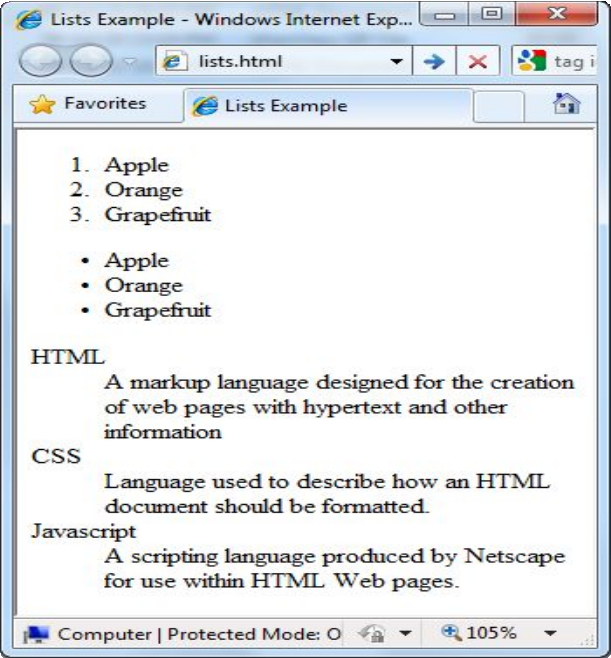 Lists Example - Windows Internet Exp...
lists.html
tag i
Favorites
Lists Example
1. Apple
2. Orange
3. Grapefruit
• Apple
• Orange
• Grapefruit
HTML
A markup language designed for the creation
of web pages with hypertext and other
information
CSS
Language used to describe how an HTML
document should be formatted.
Javascript
A scripting language produced by Netscape
for use within HTML Web pages.
Computer | Protected Mode: O
105%